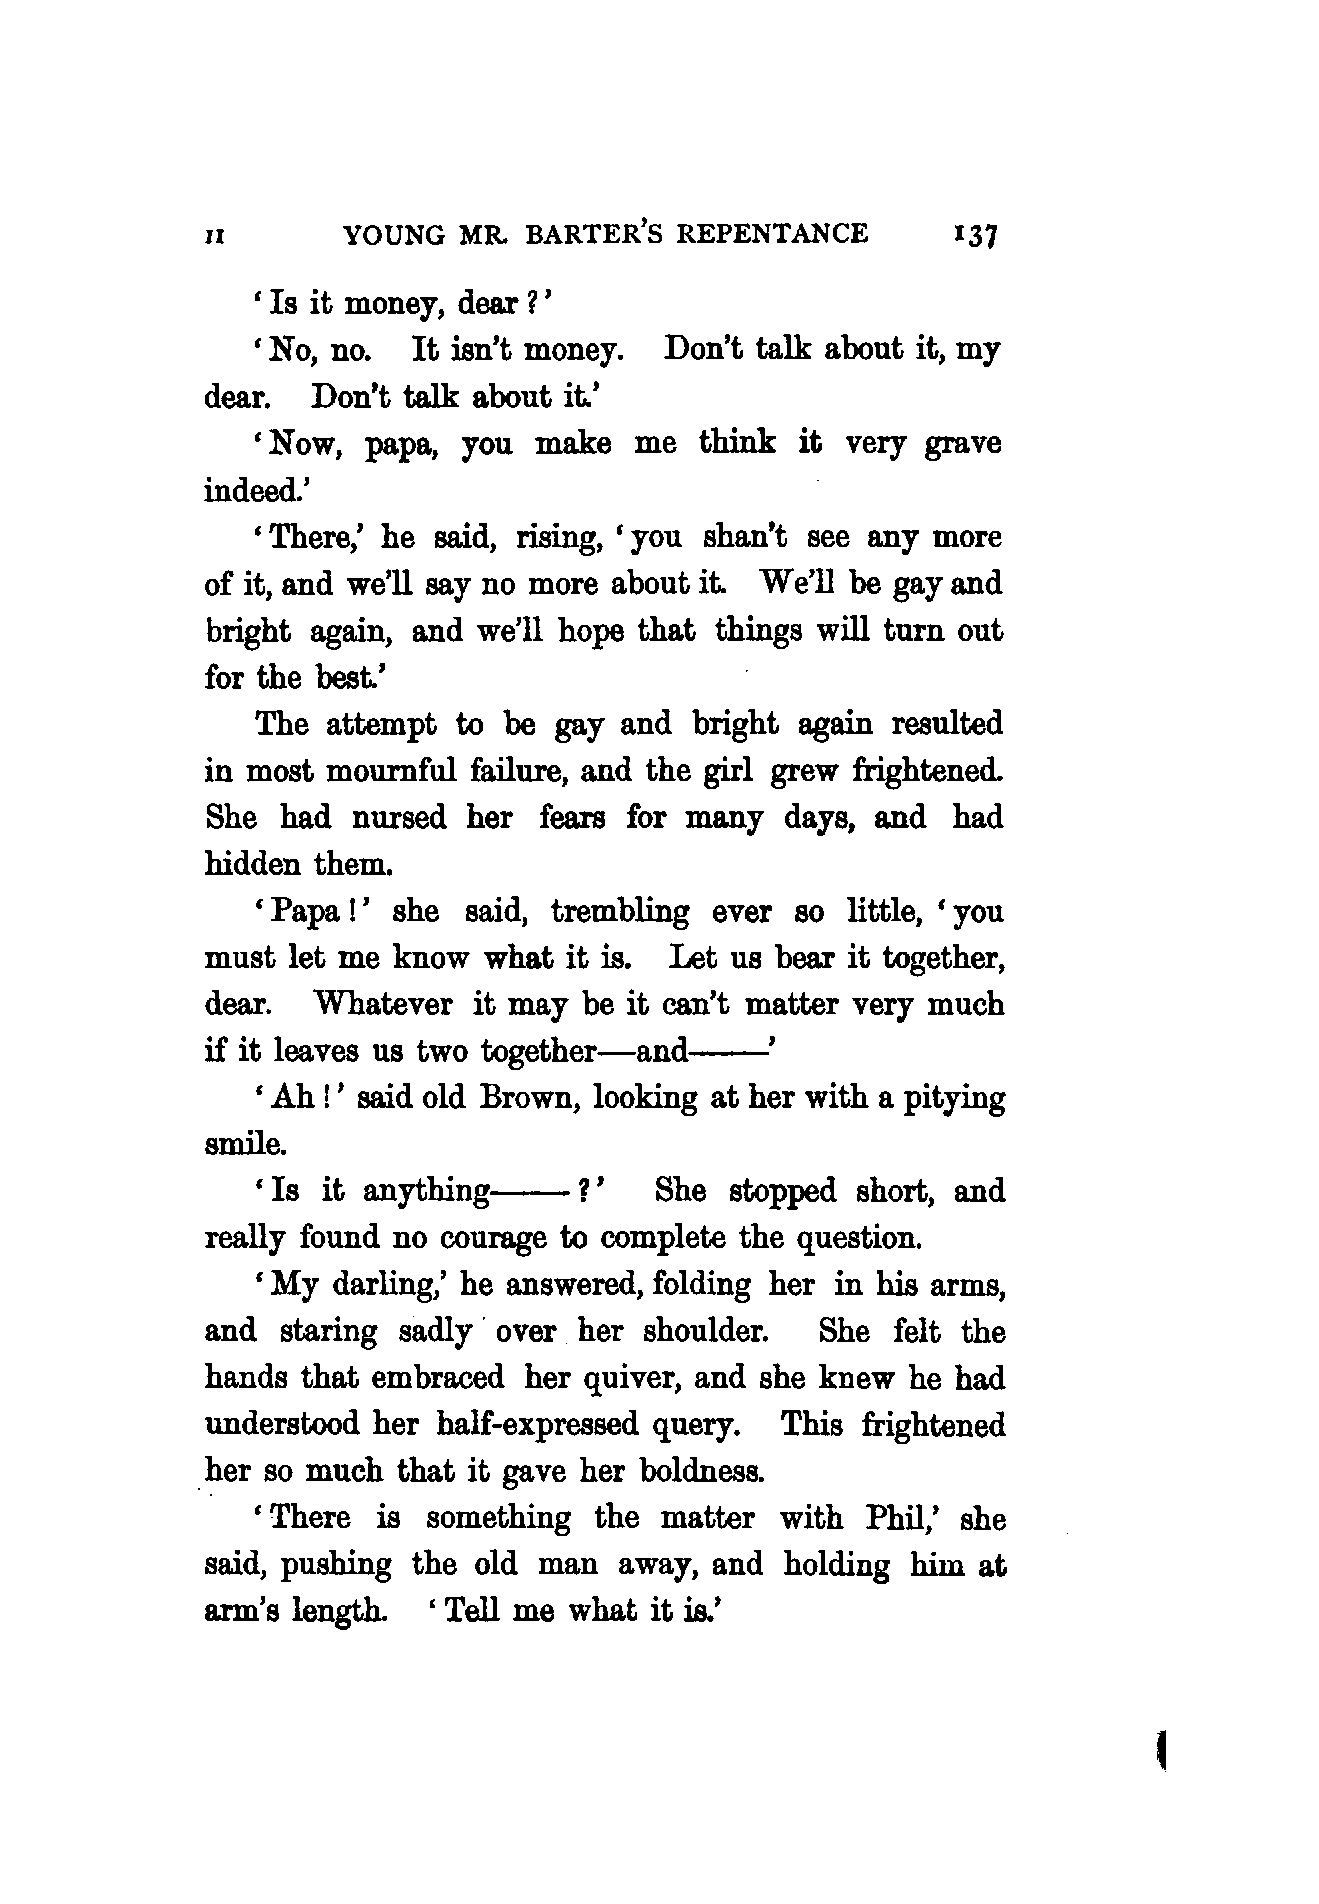 II YOUNG MR. BARTER'S REPENTANCE 137
‘Is it money, dear?’
‘No, no. It isn't money. Don't talk about it, my
dear. Don't talk about it.’
‘Now, papa, you make me think it very grave
indeed.’
‘There,’ he said, rising, ‘you shan't see any more
of it, and we'll say no more about it. We'll be gay and
bright again, and we'll hope that things will turn out
for the best.’
The attempt to be gay and bright again resulted
in most mournful failure, and the girl grew frightened.
She had nursed her fears for many days, and had
hidden them.
‘Papa!’ she said, trembling ever so little, ‘you
must let me know what it is. Let us bear it together,
dear. Whatever it may be it can't matter very much
if it leaves us two together—and——’
‘Ah!’ said old Brown, looking at her with a pitying
smile.
‘Is it anything——?’ She stopped short, and
really found no courage to complete the question.
‘My darling,’ he answered, folding her in his arms,
and staring sadly over her shoulder. She felt the
hands that embraced her quiver, and she knew he had
understood her half-expressed query. This frightened
her so much that it gave her boldness.
‘There is something the matter with Phil,’ she
said, pushing the old man away, and holding him at
arm's length. ‘Tell me what it is.’